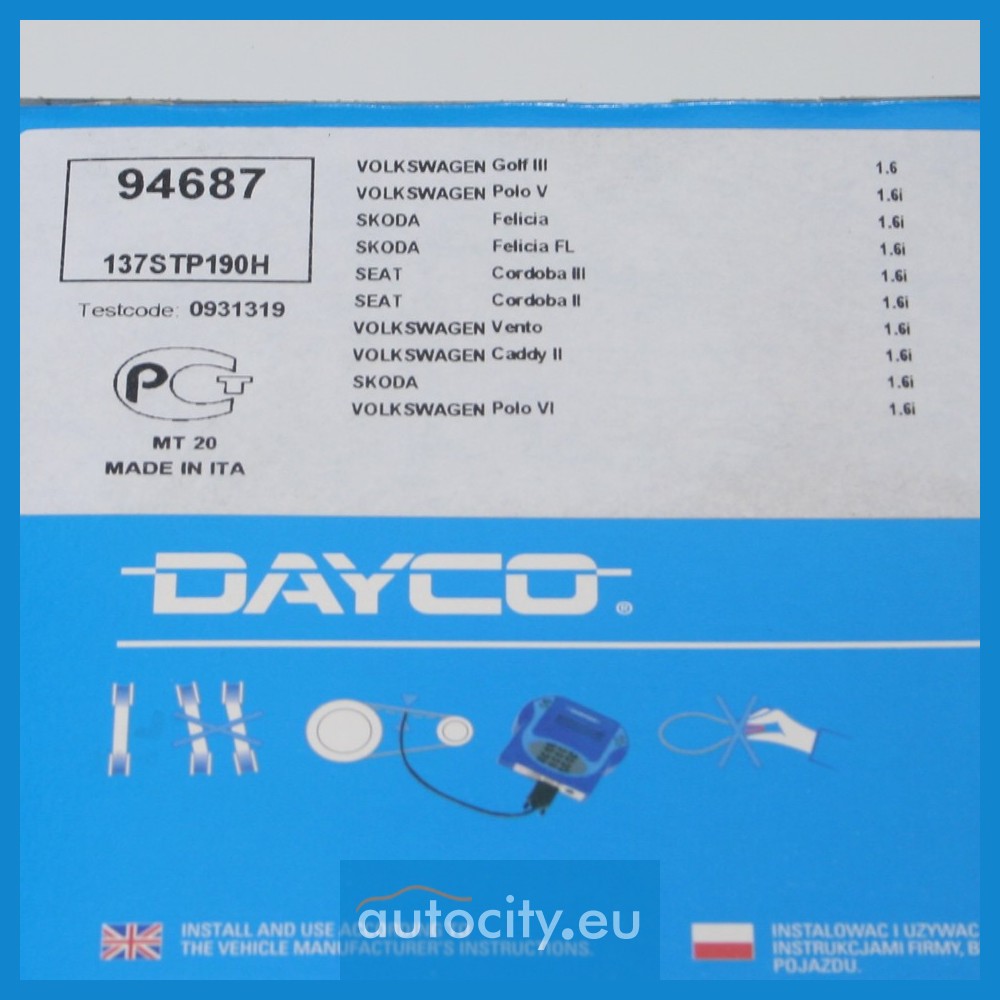 94687
137STP190H
Testcode: 0931319
PCT
MT 20
MADE IN ITA
VOLKSWAGEN Golf III 1.6
VOLKSWAGEN Polo V 1.6i
SKODA Felicia 1.6i
SKODA Felicia FL 1.6i
SEAT Cordoba III 1.6i
SEAT Cordoba II 1.6i
VOLKSWAGEN Vento 1.6i
VOLKSWAGEN Caddy II 1.6i
SKODA 1.6i
VOLKSWAGEN Polo VI 1.6i
DAYCO®
INSTALL AND USE ACCORDING TO
THE VEHICLE MANUFACTURER'S INSTRUCTIONS.
INSTALOWAC I UZYWAC
INSTRUKCJAMI FIRMY, B
POJAZDU.
autocity.eu